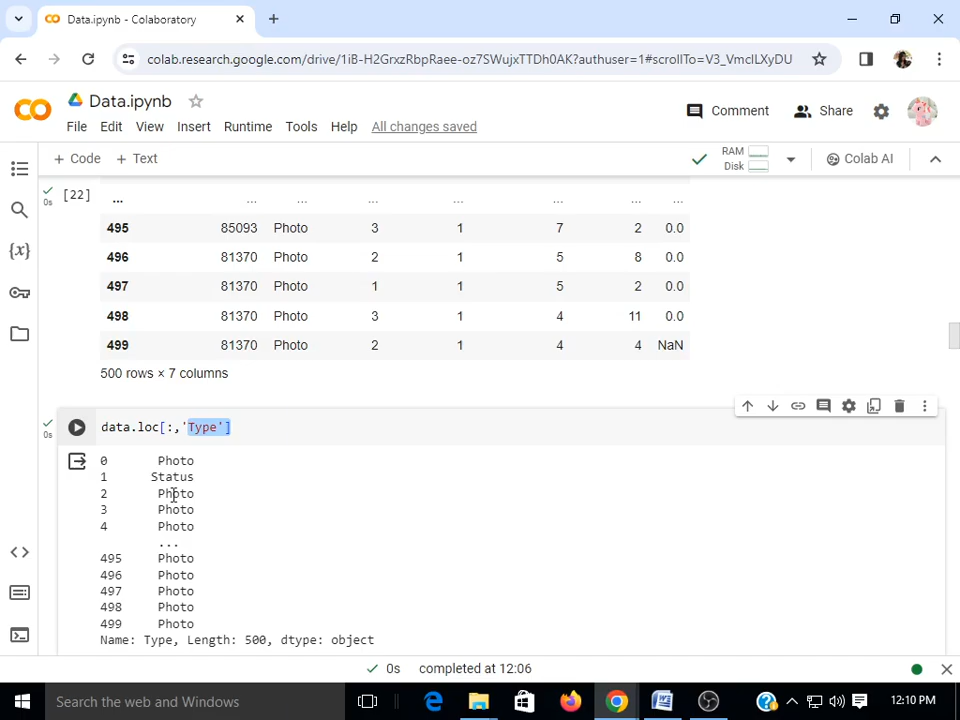 Data.ipynb - Colaboratory
colab.research.google.com/drive/1iB-H2GrxzRbpRaee-oz7SWujxTTDh0AK?authuser=1#scrollTo=V3_VmclLXyDU
Data.ipynb
Comment
Share
File Edit View Insert Runtime Tools Help All changes saved
+ Code + Text
RAM
Disk
Colab AI
0s [22] ... ... ... ... ... ... ... ...
495 85093 Photo 3 1 7 2 0.0
496 81370 Photo 2 1 5 8 0.0
497 81370 Photo 1 1 5 2 0.0
498 81370 Photo 3 1 4 11 0.0
499 81370 Photo 2 1 4 4 NaN
500 rows × 7 columns
0s data.loc[:,'Type']
0 Photo
1 Status
2 Photo
3 Photo
4 Photo
...
495 Photo
496 Photo
497 Photo
498 Photo
499 Photo
Name: Type, Length: 500, dtype: object
0s completed at 12:06
Search the web and Windows
12:10 PM